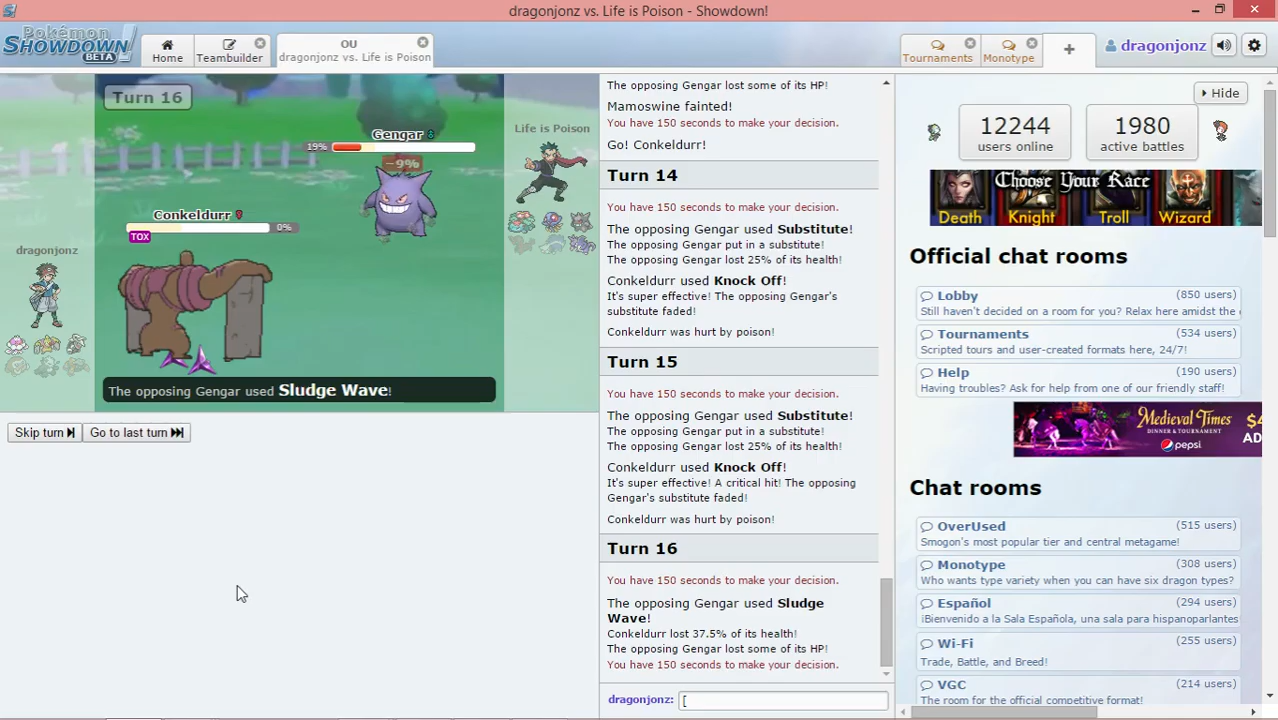 dragonjonz vs. Life is Poison - Showdown!
Pokémon
SHOWDOWN!
BETA
Home
Teambuilder
OU
dragonjonz vs. Life is Poison
Tournaments
Monotype
+
dragonjonz
Turn 16
Gengar
19%
-9%
Life is Poison
Conkeldurr
0%
TOX
dragonjonz
The opposing Gengar used Sludge Wave!
Skip turn
Go to last turn
The opposing Gengar lost some of its HP!
Mamoswine fainted!
You have 150 seconds to make your decision.
Go! Conkeldurr!
Turn 14
You have 150 seconds to make your decision.
The opposing Gengar used Substitute!
The opposing Gengar put in a substitute!
The opposing Gengar lost 25% of its health!
Conkeldurr used Knock Off!
It's super effective! The opposing Gengar's
substitute faded!
Conkeldurr was hurt by poison!
Turn 15
You have 150 seconds to make your decision.
The opposing Gengar used Substitute!
The opposing Gengar put in a substitute!
The opposing Gengar lost 25% of its health!
Conkeldurr used Knock Off!
It's super effective! A critical hit! The opposing
Gengar's substitute faded!
Conkeldurr was hurt by poison!
Turn 16
You have 150 seconds to make your decision.
The opposing Gengar used Sludge
Wave!
Conkeldurr lost 37.5% of its health!
The opposing Gengar lost some of its HP!
You have 150 seconds to make your decision.
dragonjonz: [
Hide
12244
users online
1980
active battles
Choose Your Race
Death
Knight
Troll
Wizard
Official chat rooms
Lobby
(850 users)
Still haven't decided on a room for you? Relax here amidst the
Tournaments
(534 users)
Scripted tours and user-created formats here, 24/7!
Help
(190 users)
Having troubles? Ask for help from one of our friendly staff!
Medieval Times
DINNER & TOURNAMENT
pepsi
$4
AD
Chat rooms
OverUsed
(515 users)
Smogon's most popular tier and central metagame!
Monotype
(308 users)
Who wants type variety when you can have six dragon types?
Español
(294 users)
¡Bienvenido a la Sala Española, una sala para hispanoparlantes
Wi-Fi
(255 users)
Trade, Battle, and Breed!
VGC
(214 users)
The room for the official competitive format!